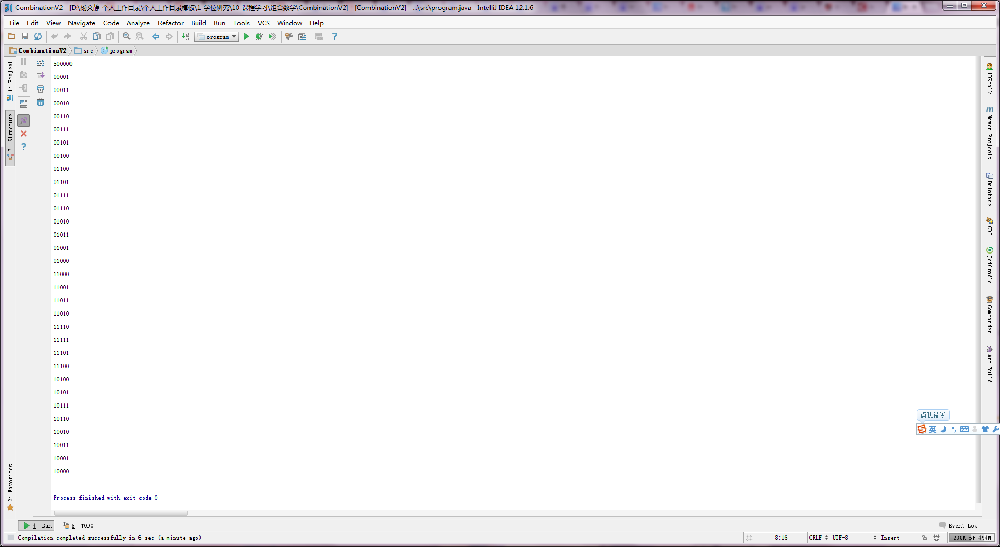 CombinationV2 - [D:\杨文静-个人工作目录\个人工作目录模板\1-学位研究\10-课程学习\组合数学\CombinationV2] - [CombinationV2] - ...\src\program.java - IntelliJ IDEA 12.1.6
File Edit View Navigate Code Analyze Refactor Build Run Tools VCS Window Help
program
CombinationV2 src program
1: Project
7: Structure
2: Favorites
500000
00001
00011
00010
00110
00111
00101
00100
01100
01101
01111
01110
01010
01011
01001
01000
11000
11001
11011
11010
11110
11111
11101
11100
10100
10101
10111
10110
10010
10011
10001
10000
Process finished with exit code 0
IDEtalk
Maven Projects
Database
CDI
JetGradle
Commander
Ant Build
点我设置
英
4: Run 6: TODO Event Log
Compilation completed successfully in 6 sec (a minute ago) 8:16 CRLF UTF-8 Insert 238M of 494M